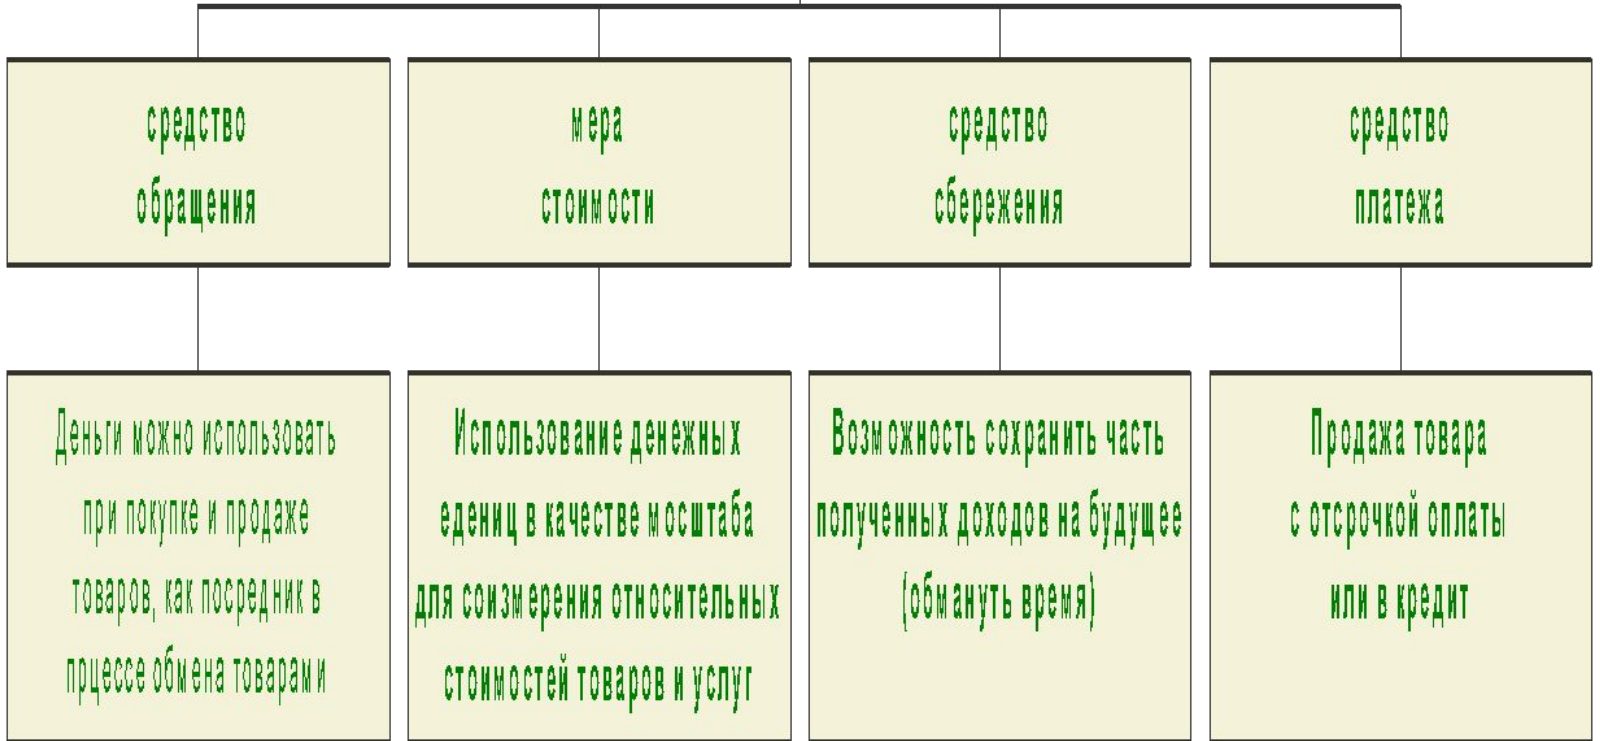 средство
обращения
мера
стоимости
средство
сбережения
средство
платежа
Деньги можно использовать
при покупке и продаже
товаров, как посредник в
прцессе обмена товарами
Использование денежных
едениц в качестве мосштаба
для соизмерения относительных
стоимостей товаров и услуг
Возможность сохранить часть
полученных доходов на будущее
(обмануть время)
Продажа товара
с отсрочкой оплаты
или в кредит